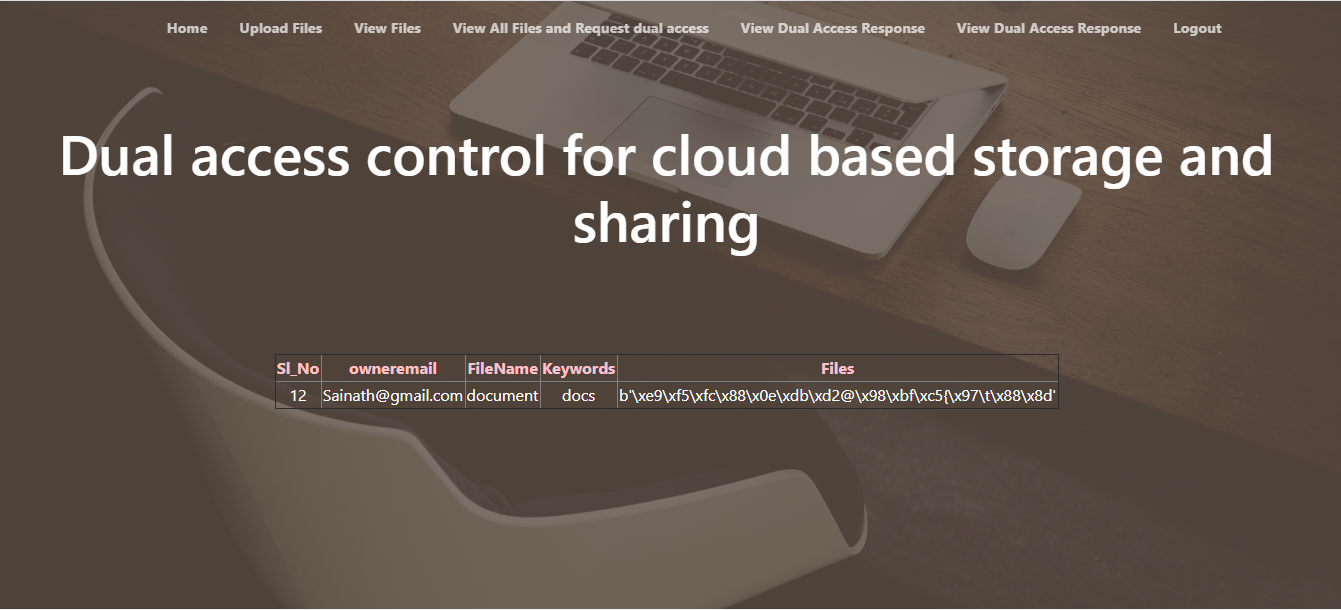 Home Upload Files View Files View All Files and Request dual access View Dual Access Response View Dual Access Response Logout
Dual access control for cloud based storage and
sharing
Sl_No owneremail FileName Keywords Files
12 Sainath@gmail.com document docs b'\xe9\xf5\xfc\x88\x0e\xdb\xd2@\x98\xbf\xc5{\x97\t\x88\x8d'